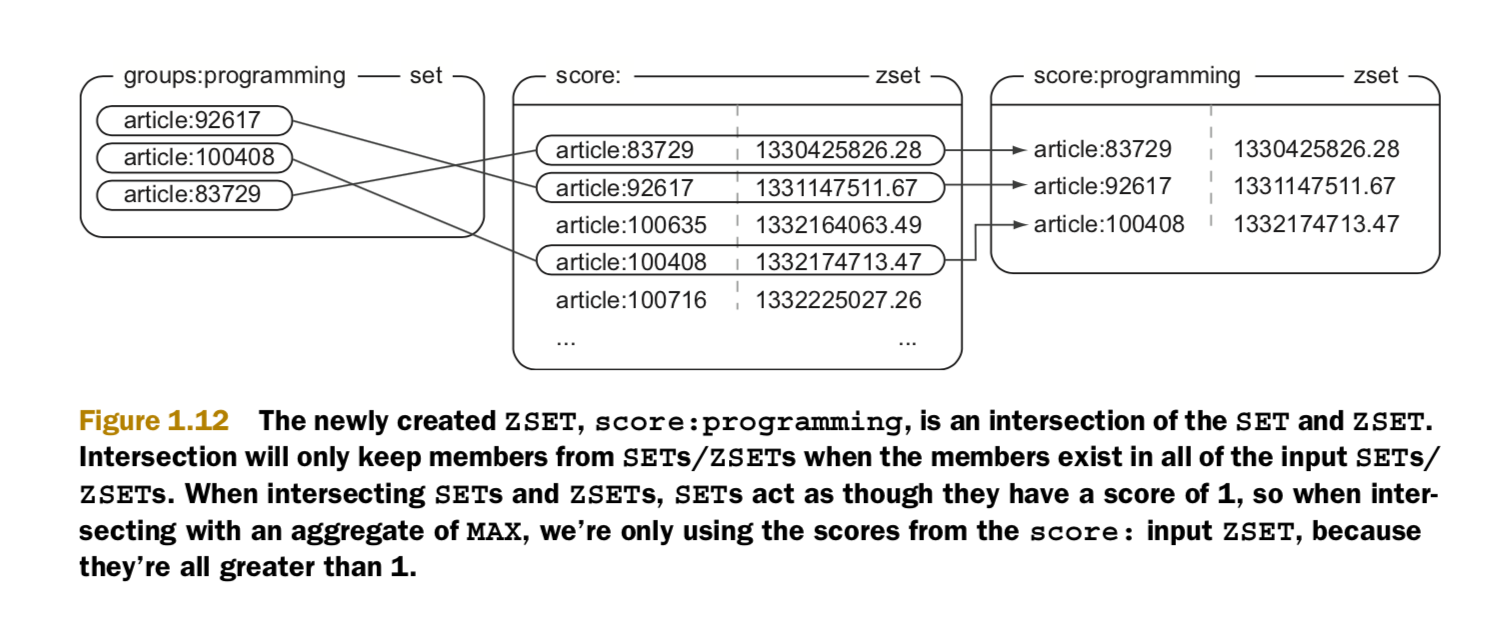 groups:programming set
article:92617
article:100408
article:83729
score: zset
article:83729 1330425826.28
article:92617 1331147511.67
article:100635 1332164063.49
article:100408 1332174713.47
article:100716 1332225027.26
... ...
score:programming zset
article:83729 1330425826.28
article:92617 1331147511.67
article:100408 1332174713.47
Figure 1.12 The newly created ZSET, score:programming, is an intersection of the SET and ZSET.
Intersection will only keep members from SETs/ZSETs when the members exist in all of the input SETs/
ZSETs. When intersecting SETs and ZSETs, SETs act as though they have a score of 1, so when inter-
secting with an aggregate of MAX, we’re only using the scores from the score: input ZSET, because
they’re all greater than 1.